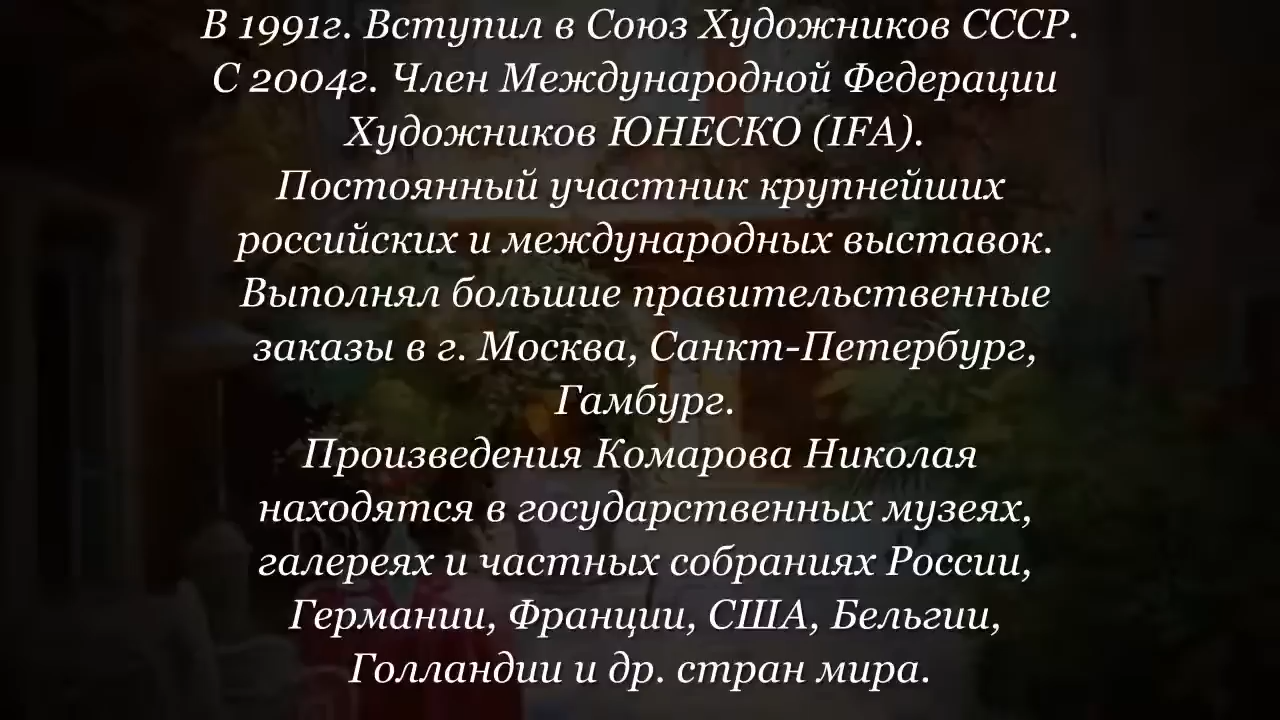 В 1991г. Вступил в Союз Художников СССР.
С 2004г. Член Международной Федерации
Художников ЮНЕСКО (IFA).
Постоянный участник крупнейших
российских и международных выставок.
Выполнял большие правительственные
заказы в г. Москва, Санкт-Петербург,
Гамбург.
Произведения Комарова Николая
находятся в государственных музеях,
галереях и частных собраниях России,
Германии, Франции, США, Бельгии,
Голландии и др. стран мира.